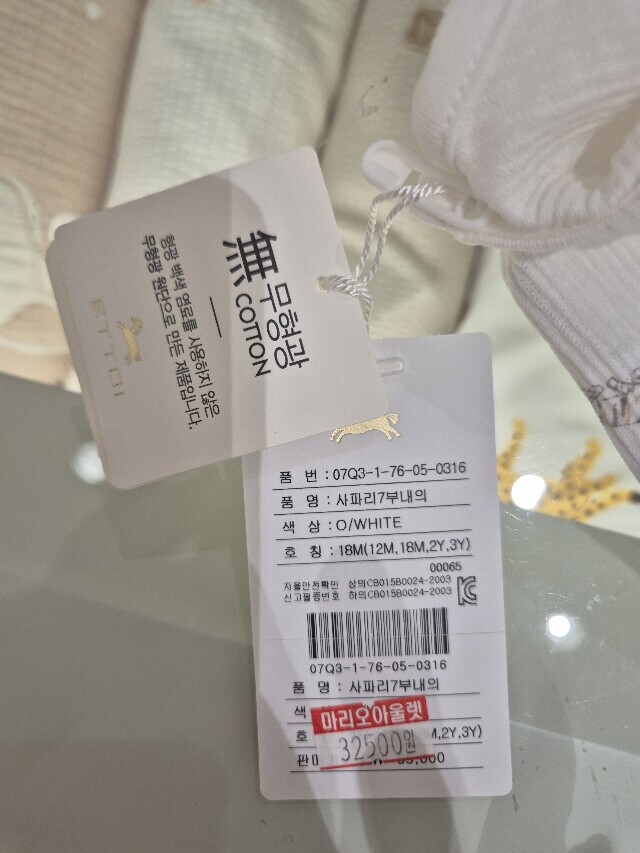 無 무형광
COTTON
형광 백색 염료를 사용하지 않은
무형광 원단으로 만든 제품입니다.
ETTOI
품 번 : 07Q3-1-76-05-0316
품 명 : 사파리7부내의
색 상 : O/WHITE
호 칭 : 18M(12M,18M,2Y,3Y)
00065
자율안전확인 상의CB015B0024-2003
신고필증번호 하의CB015B0024-2003
07Q3-1-76-05-0316
품 명 : 사파리7부내의
색
마리오아울렛
호
,2Y,3Y)
32500원